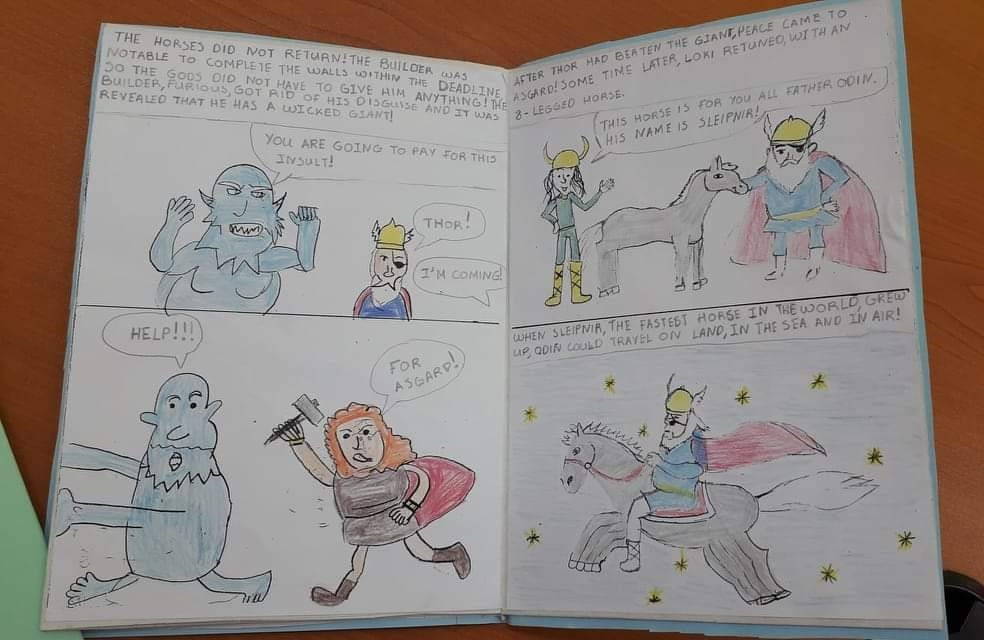 THE HORSES DID NOT RETURN! THE BUILDER WAS
NOTABLE TO COMPLETE THE WALLS WITHIN THE DEADLINE,
SO THE GODS DID NOT HAVE TO GIVE HIM ANYTHING! THE
BUILDER, FURIOUS, GOT RID OF HIS DISGUISE AND IT WAS
REVEALED THAT HE HAS A WICKED GIANT!
YOU ARE GOING TO PAY FOR THIS
INSULT!
THOR!
I'M COMING!
HELP!!!
FOR
ASGARD!
AFTER THOR HAD BEATEN THE GIANT, PEACE CAME TO
ASGARD! SOME TIME LATER, LOKI RETUNED, WITH AN
8-LEGGED HORSE.
THIS HORSE IS FOR YOU ALL FATHER ODIN.
HIS NAME IS SLEIPNIR!
WHEN SLEIPNIR, THE FASTEST HORSE IN THE WORLD, GREW
UP, ODIN COULD TRAVEL ON LAND, IN THE SEA AND IN AIR!